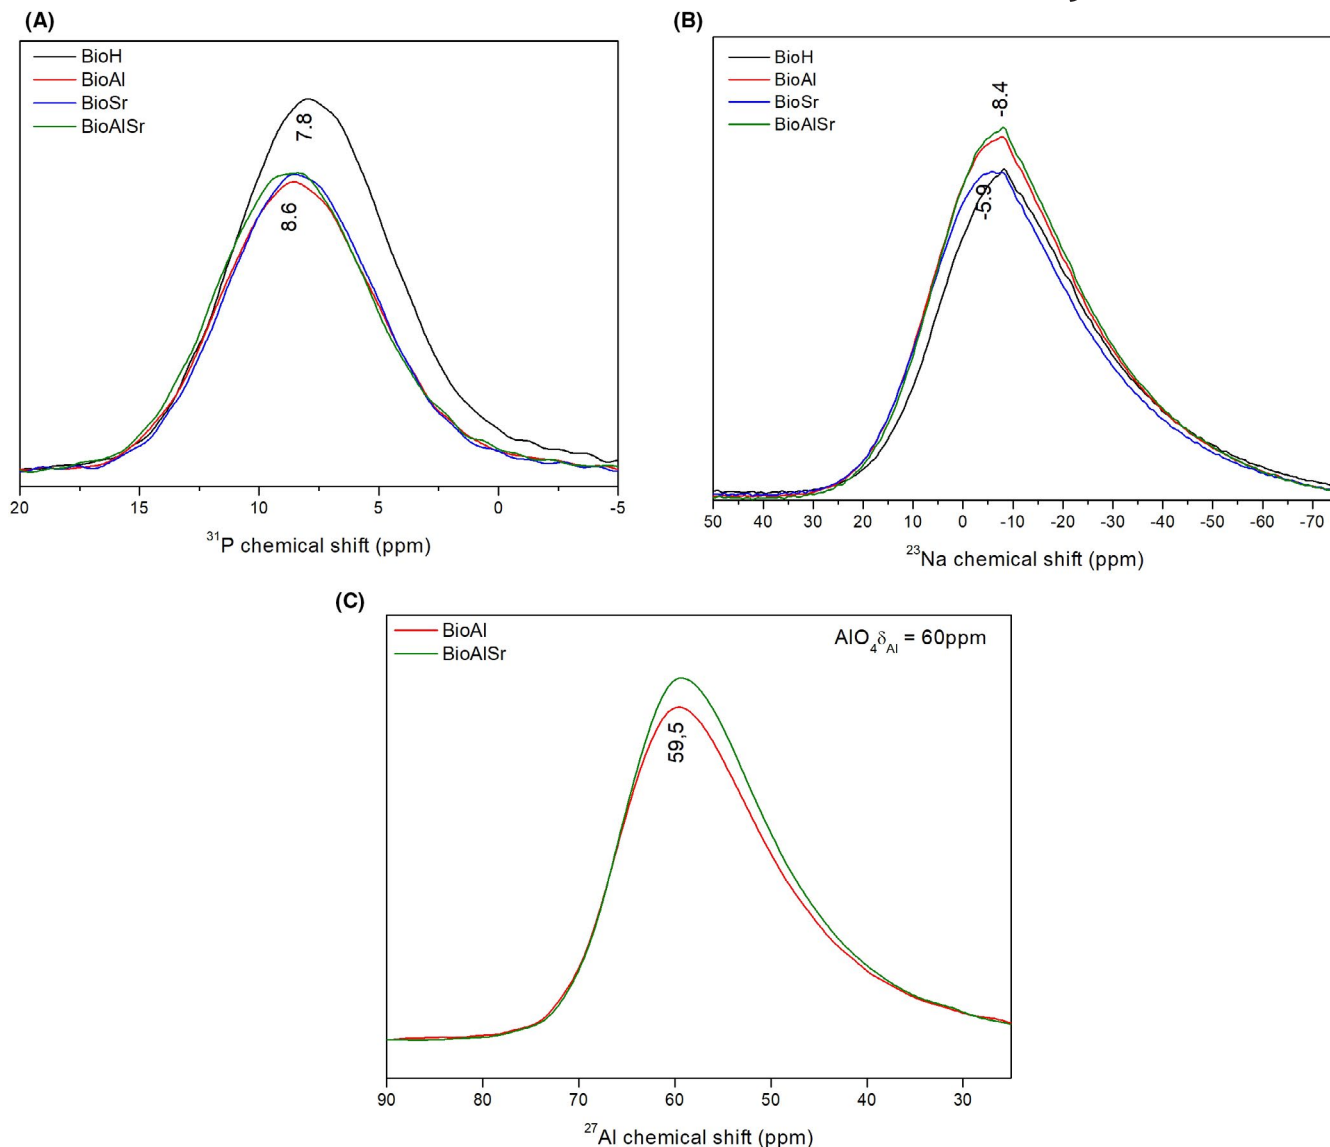 (A)
BioH
BioAl
BioSr
BioAlSr
7.8
8.6
20 15 10 5 0 -5
³¹P chemical shift (ppm)
(B)
BioH
BioAl
BioSr
BioAlSr
-8.4
-5.9
50 40 30 20 10 0 -10 -20 -30 -40 -50 -60 -70
²³Na chemical shift (ppm)
(C)
BioAl
BioAlSr
AlO₄δ_Al = 60ppm
59,5
90 80 70 60 50 40 30
²⁷Al chemical shift (ppm)